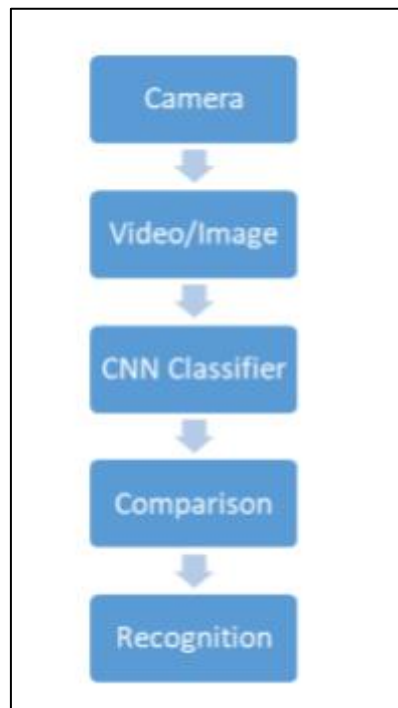 Camera
Video/Image
CNN Classifier
Comparison
Recognition